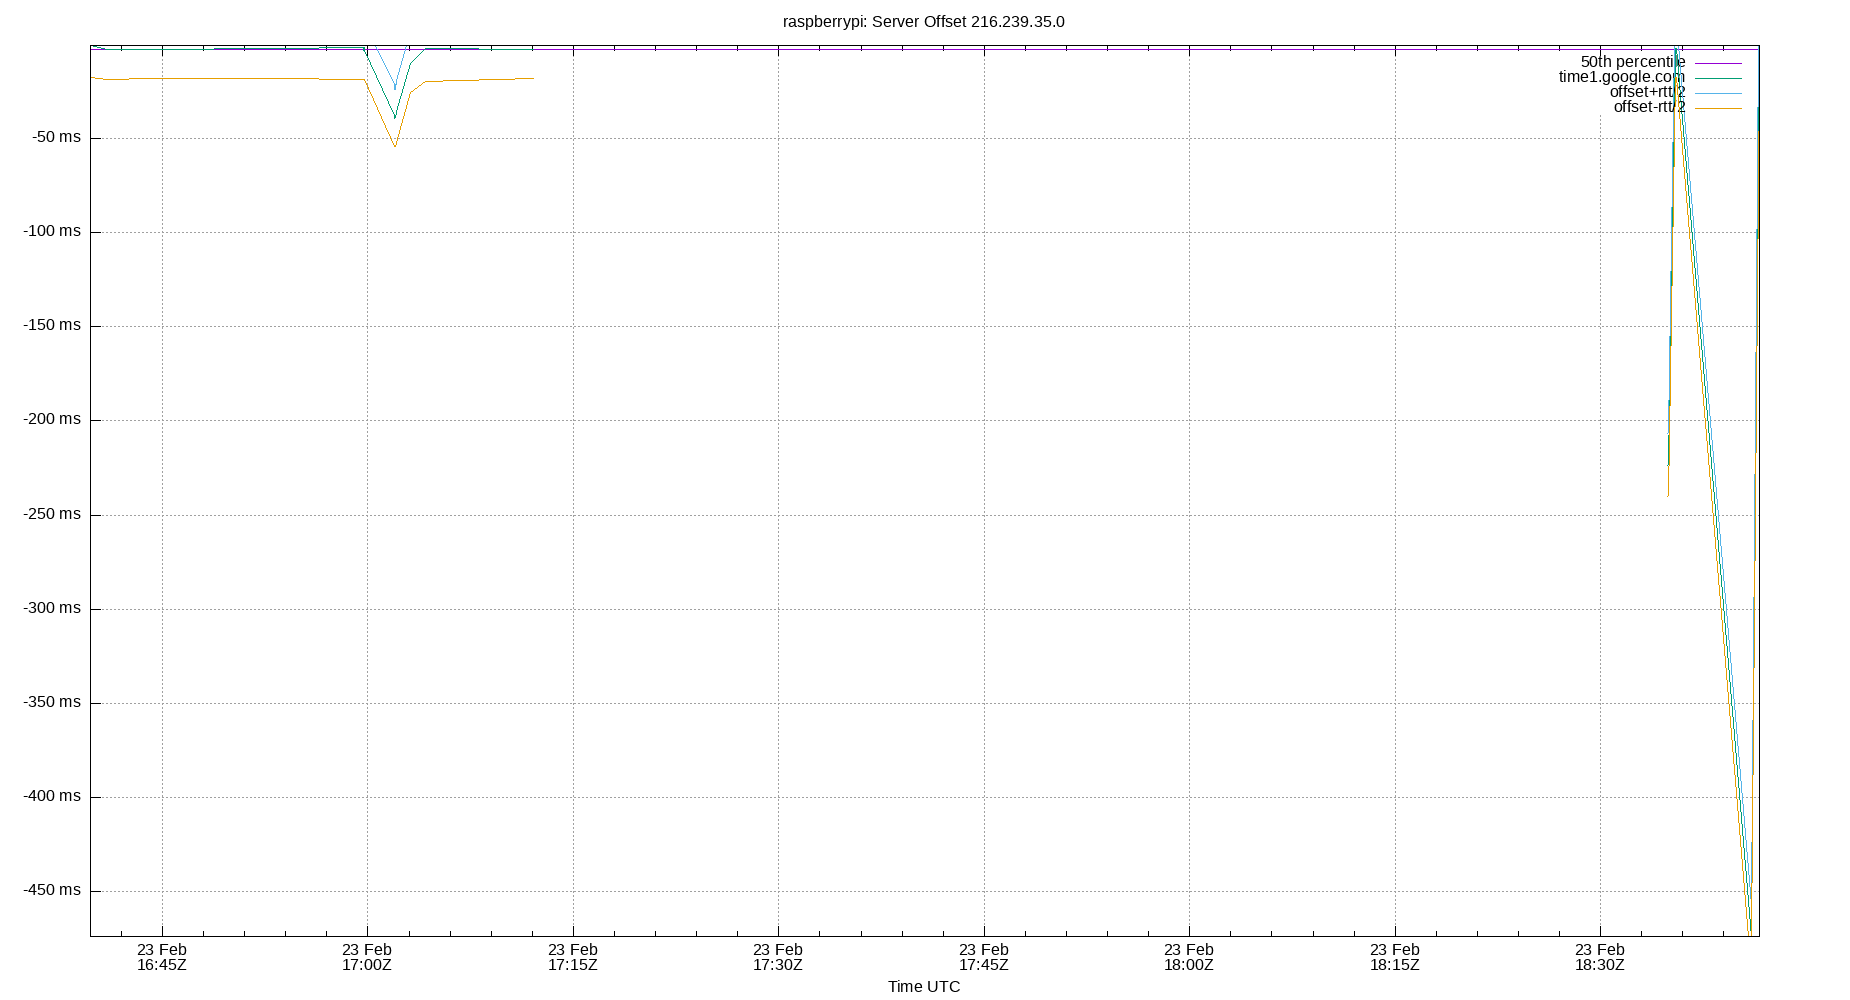 raspberrypi: Server Offset 216.239.35.0
50th percentile
time1.google.com
offset+rtt/2
offset-rtt/2
-50 ms
-100 ms
-150 ms
-200 ms
-250 ms
-300 ms
-350 ms
-400 ms
-450 ms
23 Feb 23 Feb 23 Feb 23 Feb 23 Feb 23 Feb 23 Feb 23 Feb
16:45Z 17:00Z 17:15Z 17:30Z 17:45Z 18:00Z 18:15Z 18:30Z
Time UTC